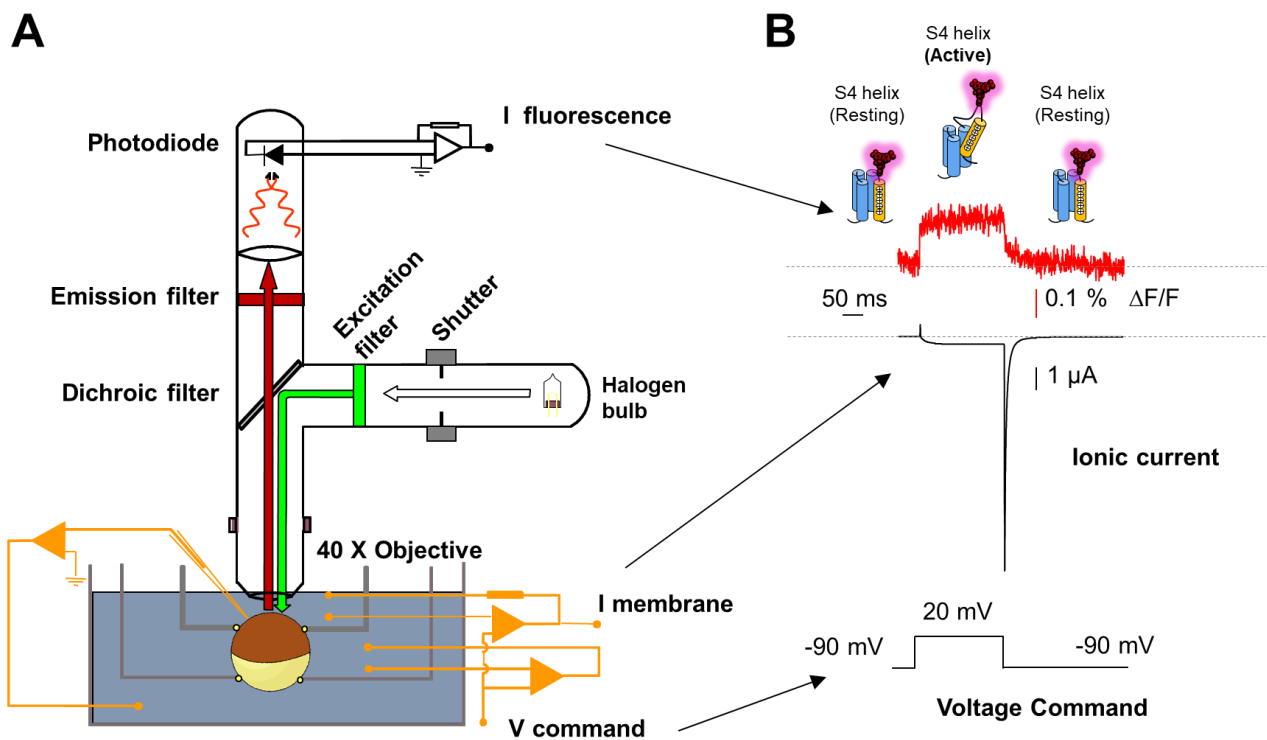 A
Photodiode
I fluorescence
Emission filter
Excitation
filter
Shutter
Dichroic filter
Halogen
bulb
40 X Objective
I membrane
V command
B
S4 helix
(Active)
S4 helix
(Resting)
S4 helix
(Resting)
50 ms
0.1 % ΔF/F
1 µA
Ionic current
20 mV
-90 mV
-90 mV
Voltage Command